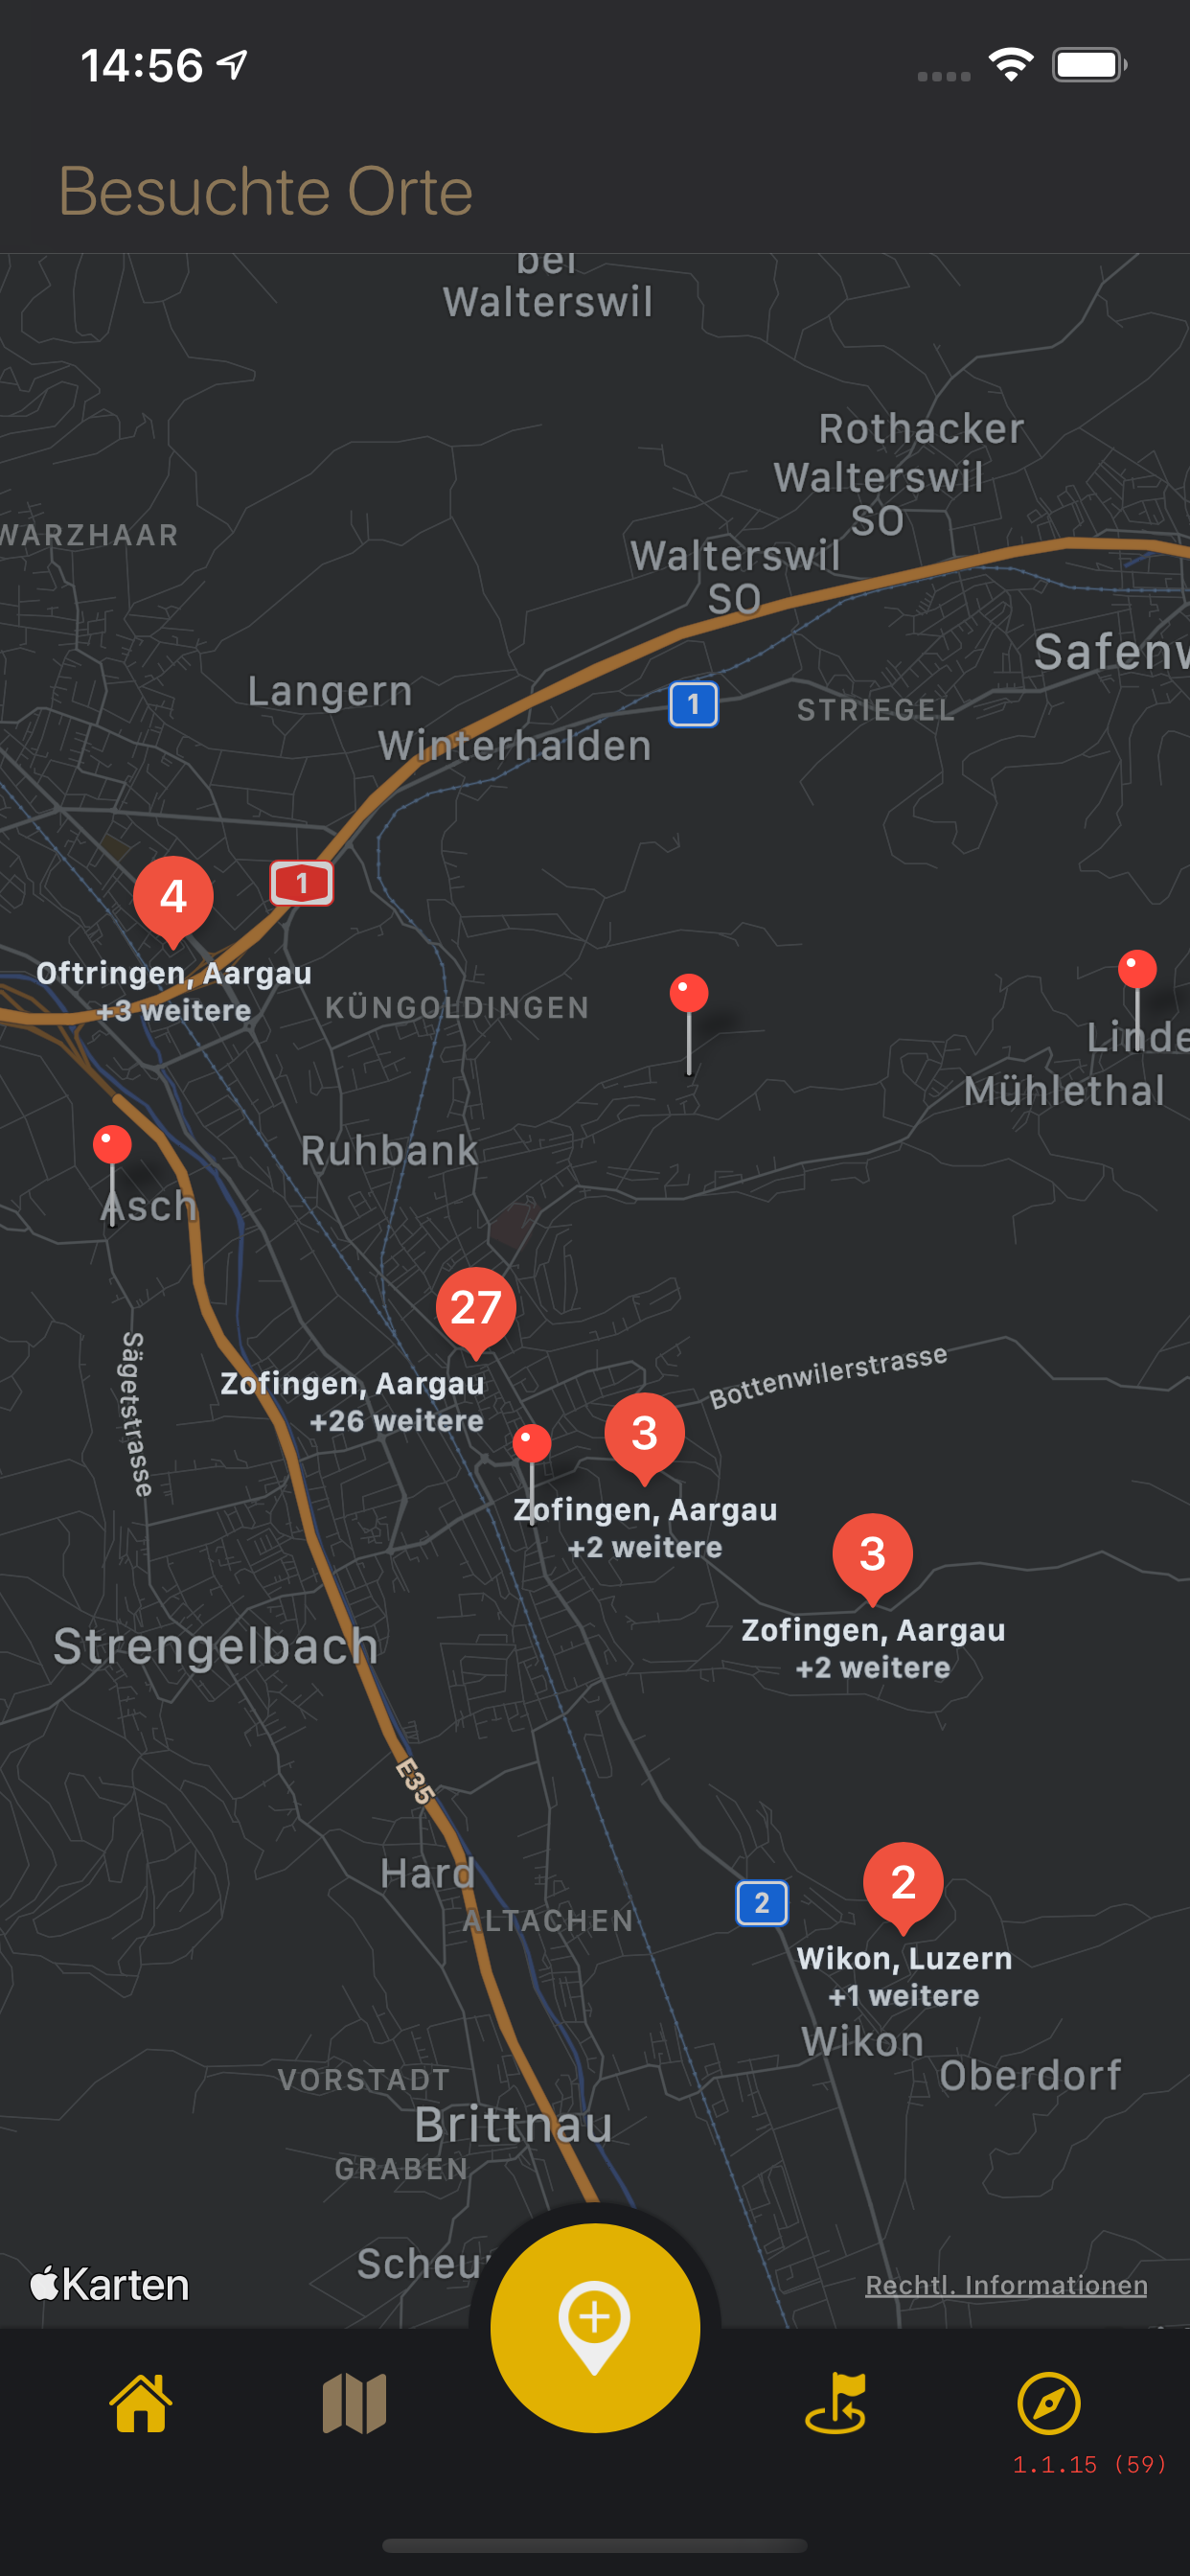 14:56
Besuchte Orte
bei
Walterswil
Rothacker
Walterswil
SO
WARZHAAR
Walterswil
SO
Safenw
Langern
1
STRIEGEL
Winterhalden
4
1
Oftringen, Aargau
+3 weitere
KÜNGOLDINGEN
Linde
Mühlethal
Ruhbank
Asch
27
Sägetstrasse
Zofingen, Aargau
+26 weitere
Bottenwilerstrasse
3
Zofingen, Aargau
+2 weitere
3
Zofingen, Aargau
+2 weitere
Strengelbach
E35
Hard
2
2
ALTACHEN
Wikon, Luzern
+1 weitere
Wikon
Oberdorf
VORSTADT
Brittnau
GRABEN
Scheu
Karten
Rechtl. Informationen
1.1.15 (59)